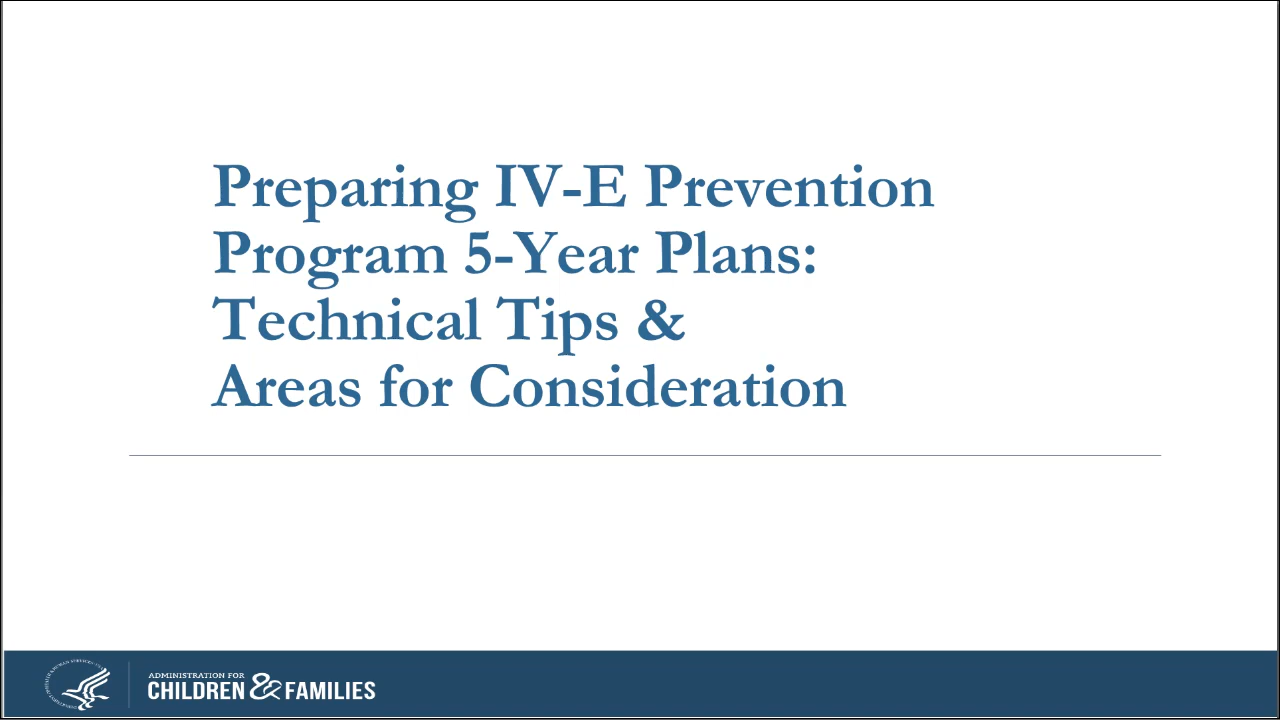 Preparing IV-E Prevention
Program 5-Year Plans:
Technical Tips &
Areas for Consideration
ADMINISTRATION FOR
CHILDREN & FAMILIES